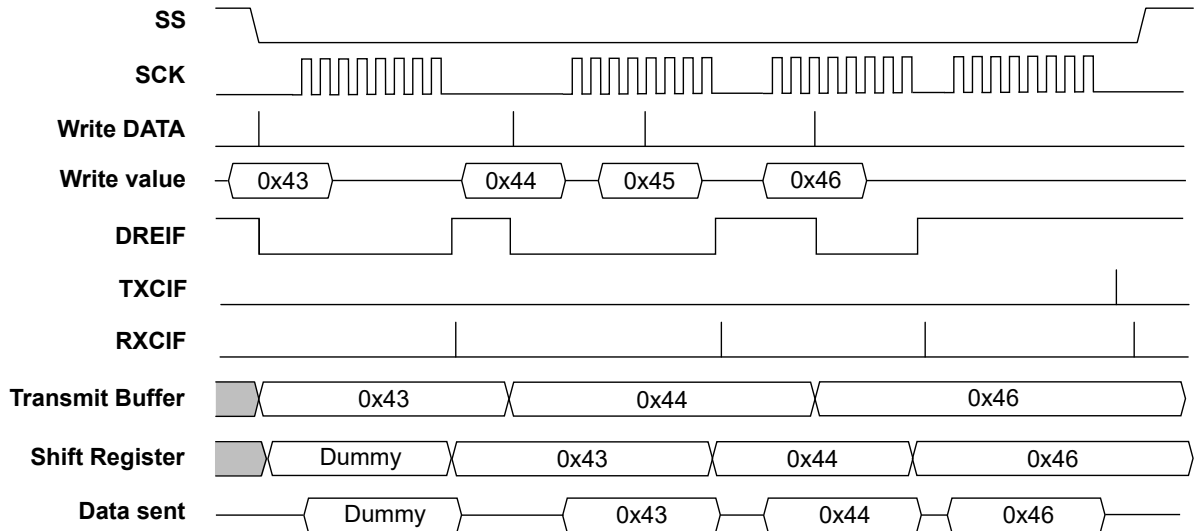 SS
SCK
Write DATA
Write value 0x43 0x44 0x45 0x46
DREIF
TXCIF
RXCIF
Transmit Buffer 0x43 0x44 0x46
Shift Register Dummy 0x43 0x44 0x46
Data sent Dummy 0x43 0x44 0x46